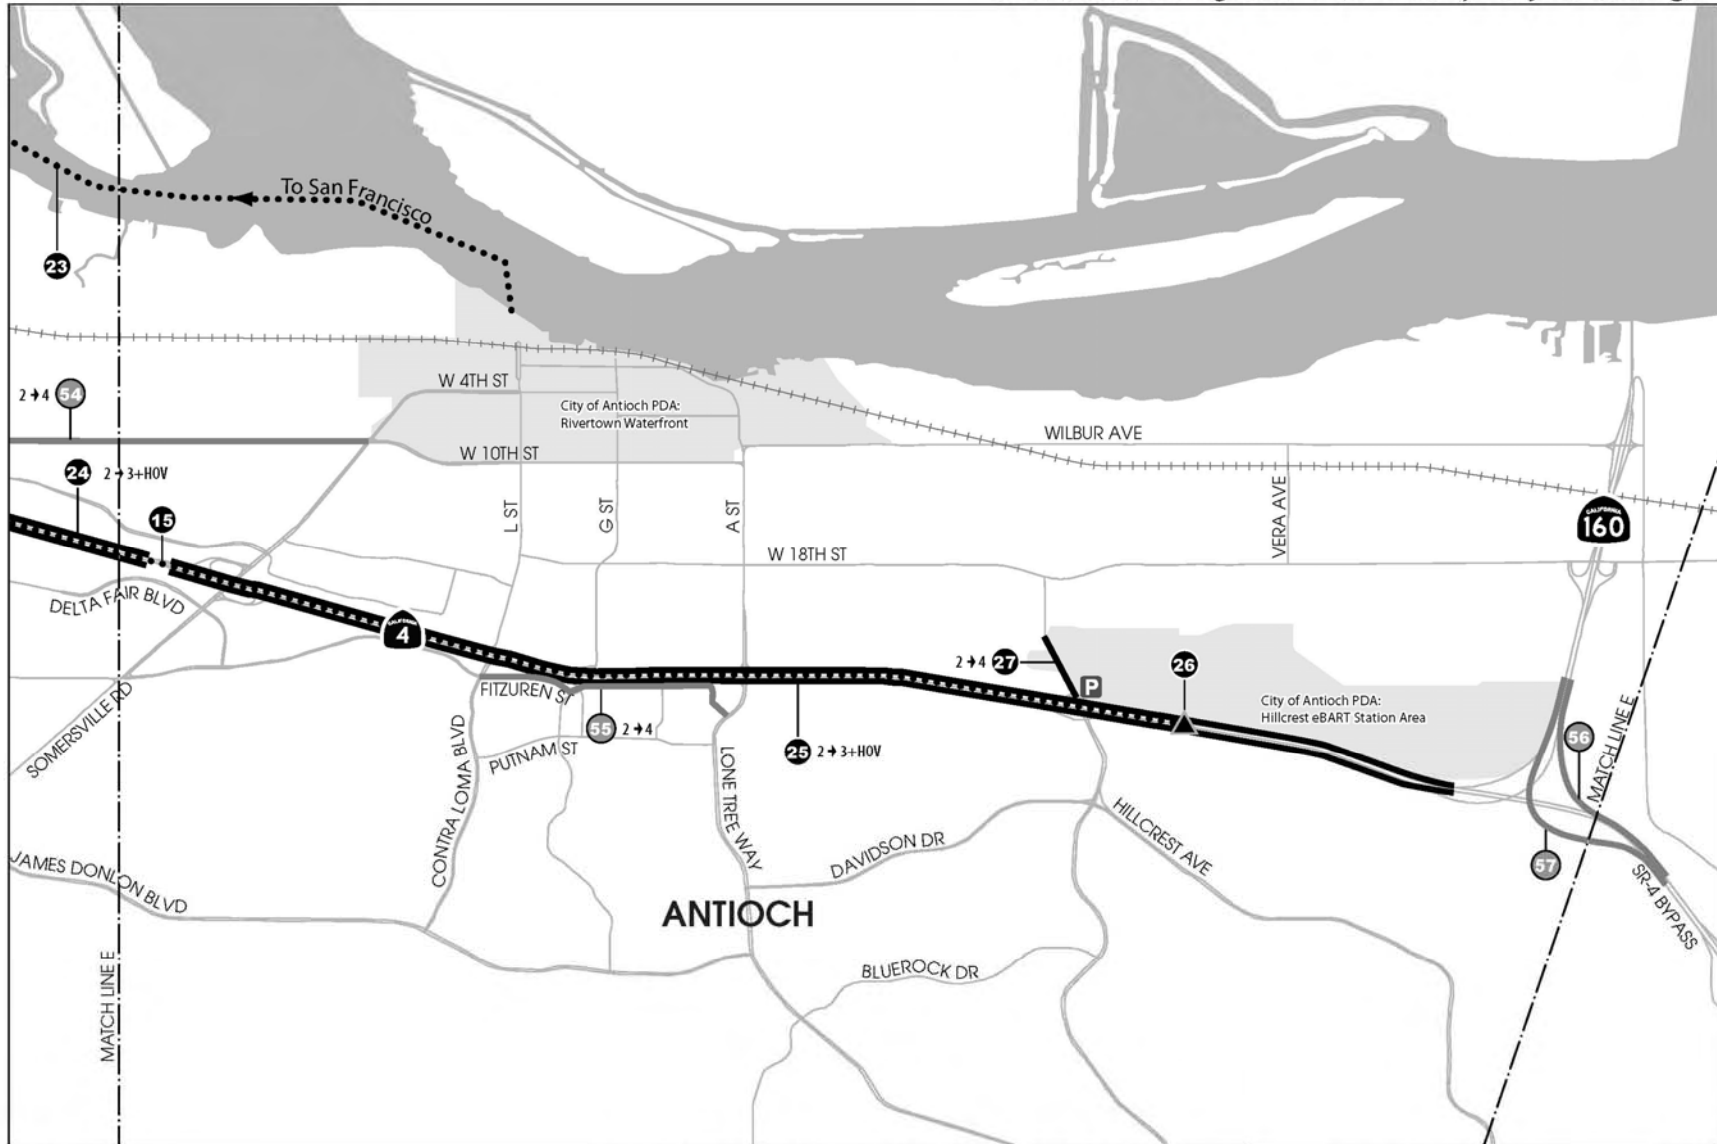 To San Francisco
23
2→4
54
W 4TH ST
City of Antioch PDA:
Rivertown Waterfront
WILBUR AVE
W 10TH ST
24
2→3+HOV
15
L ST
G ST
A ST
VERA AVE
CALIFORNIA
160
W 18TH ST
DELTA FAIR BLVD
CALIFORNIA
4
2→4
27
26
P
FITZUREN ST
City of Antioch PDA:
Hillcrest eBART Station Area
SOMERSVILLE RD
55
2→4
25
2→3+HOV
56
MATCH LINE E
CONTRA LOMA BLVD
PUTNAM ST
LONE TREE WAY
HILLCREST AVE
DAVIDSON DR
57
JAMES DONLON BLVD
SR-4 BYPASS
ANTIOCH
BLUEROCK DR
MATCH LINE E